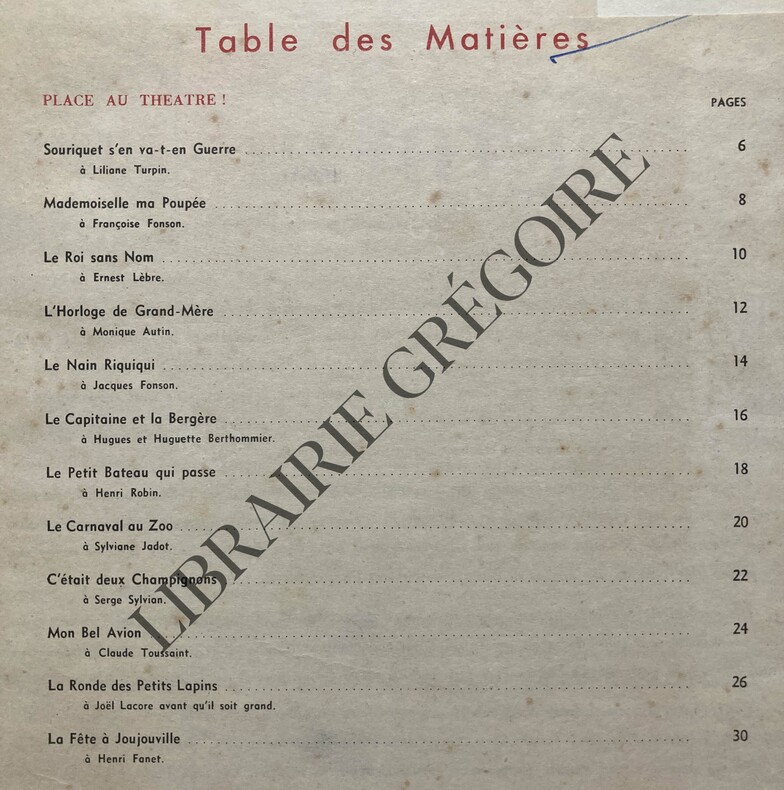 Table des Matières
PLACE AU THEATRE !
PAGES
Souriquet s'en va-t-en Guerre ........ 6
à Liliane Turpin.
Mademoiselle ma Poupée ........ 8
à Françoise Fonson.
Le Roi sans Nom ........ 10
à Ernest Lèbre.
L'Horloge de Grand-Mère ........ 12
à Monique Autin.
Le Nain Riquiqui ........ 14
à Jacques Fonson.
Le Capitaine et la Bergère ........ 16
à Hugues et Huguette Berthommier.
Le Petit Bateau qui passe ........ 18
à Henri Robin.
Le Carnaval au Zoo ........ 20
à Sylviane Jadot.
C'était deux Champignons ........ 22
à Serge Sylvian.
Mon Bel Avion ........ 24
à Claude Toussaint.
La Ronde des Petits Lapins ........ 26
à Joël Lacore avant qu'il soit grand.
La Fête à Joujouville ........ 30
à Henri Fanet.
LIBRAIRIE GRÉGOIRE